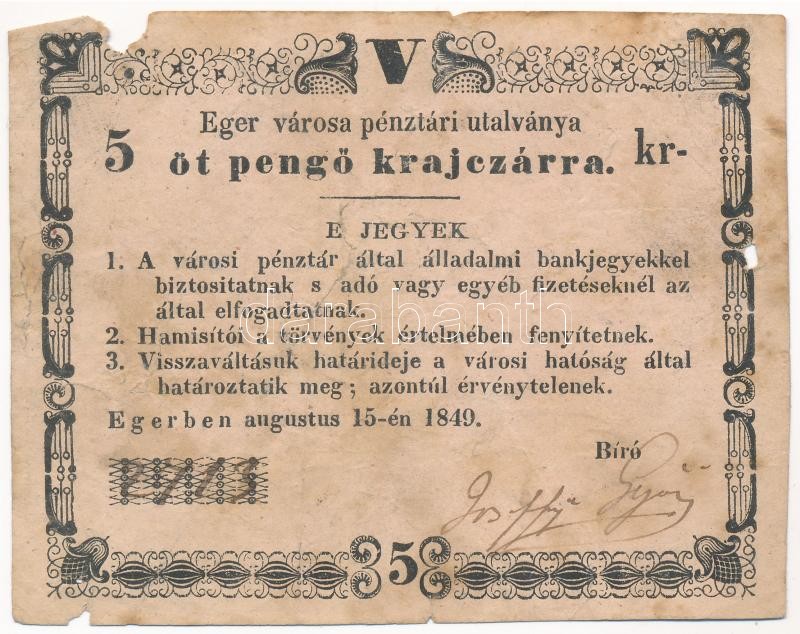 V
Eger városa pénztári utalványa
5 öt pengő krajczárra. kr-
E JEGYEK
1. A városi pénztár által álladalmi bankjegyekkel
biztositatnak s adó vagy egyéb fizetéseknél az
által elfogadtatnak.
2. Hamisítói a törvények értelmében fenyítetnek.
3. Visszaváltásuk határideje a városi hatóság által
határoztatik meg; azontúl érvénytelenek.
Egerben augustus 15-én 1849.
Bíró
5
darabanth